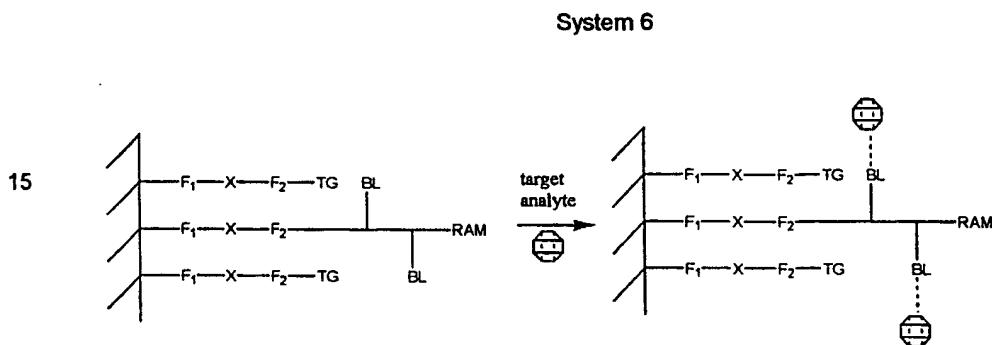 System 6
15
F₁—X—F₂—TG BL
F₁—X—F₂ RAM
F₁—X—F₂—TG BL
target
analyte
BL
F₁—X—F₂—TG
F₁—X—F₂ RAM
F₁—X—F₂—TG BL